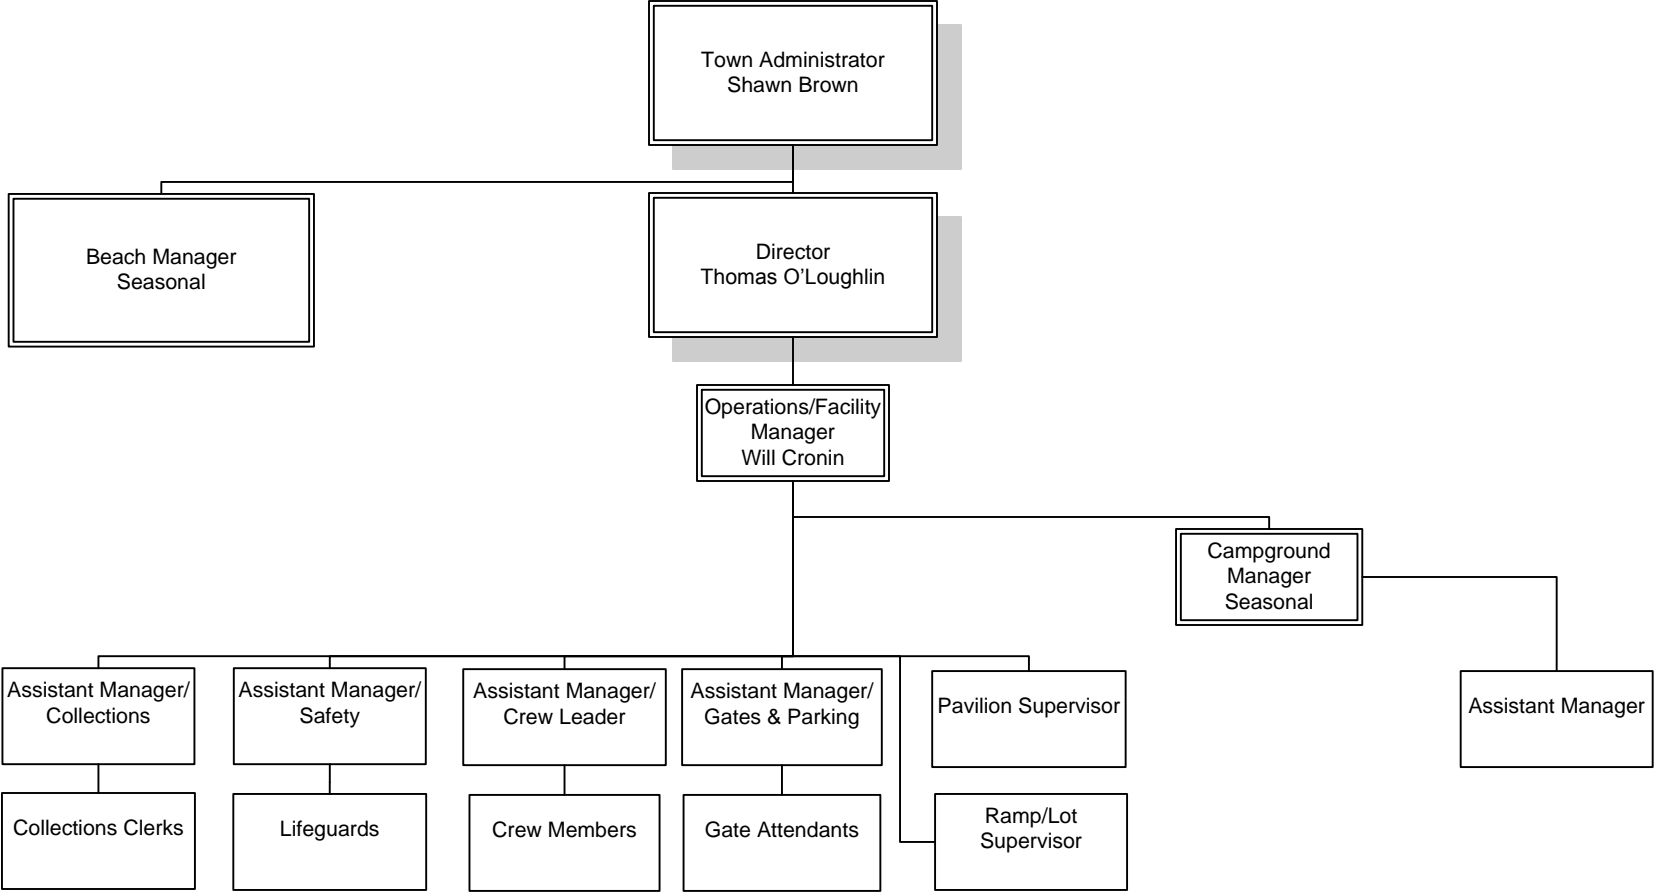 Town Administrator
Shawn Brown
Beach Manager
Seasonal
Director
Thomas O’Loughlin
Operations/Facility
Manager
Will Cronin
Campground
Manager
Seasonal
Assistant Manager/
Collections
Assistant Manager/
Safety
Assistant Manager/
Crew Leader
Assistant Manager/
Gates & Parking
Pavilion Supervisor
Assistant Manager
Collections Clerks
Lifeguards
Crew Members
Gate Attendants
Ramp/Lot
Supervisor